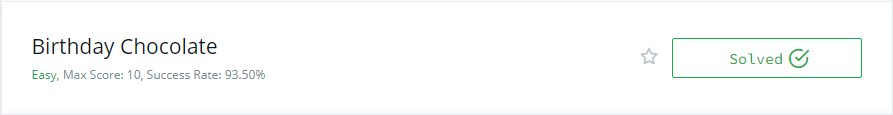 Birthday Chocolate
Easy, Max Score: 10, Success Rate: 93.50%
Solved